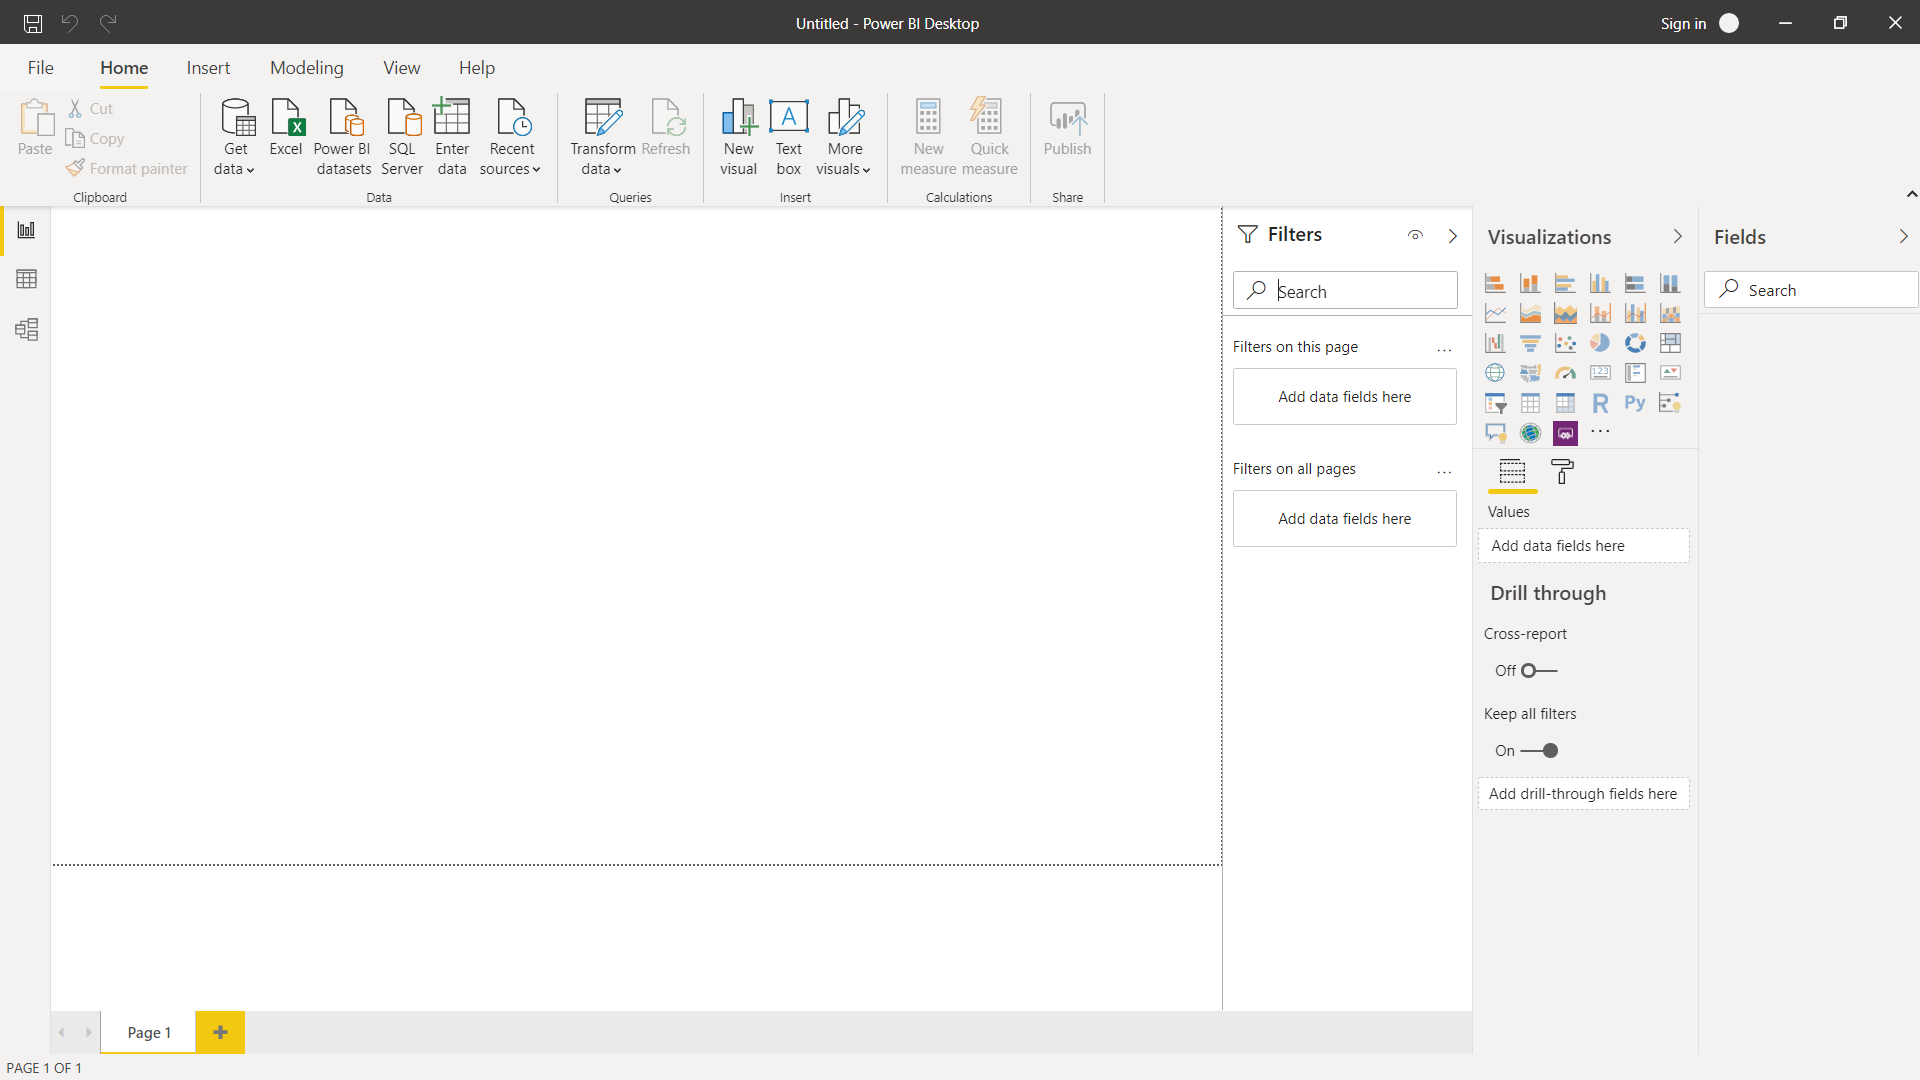 Untitled - Power BI Desktop
Sign in
File
Home
Insert
Modeling
View
Help
Paste
Cut
Copy
Format painter
Clipboard
Get
data
Excel
Power BI
datasets
SQL
Server
Enter
data
Recent
sources
Data
Transform
data
Refresh
Queries
New
visual
A
Text
box
More
visuals
Insert
New
measure
Quick
measure
Calculations
Publish
Share
Filters
Search
Filters on this page
...
Add data fields here
Filters on all pages
...
Add data fields here
Visualizations
123
R
Py
...
Values
Add data fields here
Drill through
Cross-report
Off
Keep all filters
On
Add drill-through fields here
Fields
Search
Page 1
PAGE 1 OF 1